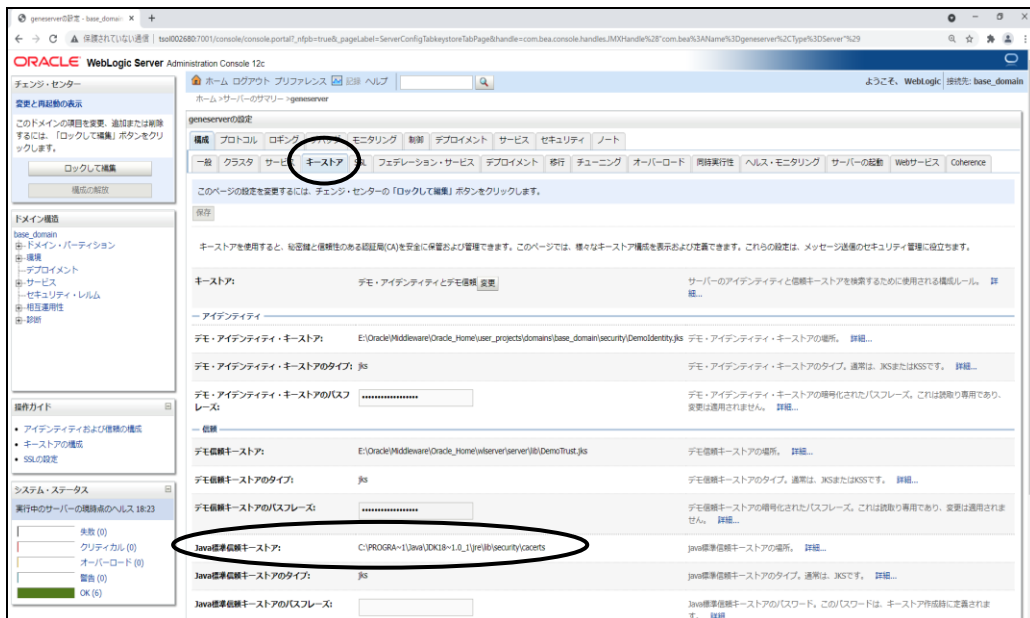 geneserverの設定 - base_domain
保護されていない通信 | tsol002680:7001/console/console.portal?_nfpb=true&_pageLabel=ServerConfigTabkeystoreTabPage&handle=com.bea.console.handles.JMXHandle%28"com.bea%3AName%3Dgeneserver%2CType%3DServer"%29
ORACLE WebLogic Server Administration Console 12c
チェンジ・センター
変更と再起動の表示
このドメインの項目を変更、追加または削除
するには、「ロックして編集」ボタンをクリ
ックします。
ロックして編集
構成の解放
ドメイン構造
base_domain
ドメイン・パーティション
環境
デプロイメント
サービス
セキュリティ・レルム
相互運用性
診断
操作ガイド
アイデンティティおよび信頼の構成
キーストアの構成
SSLの設定
システム・ステータス
実行中のサーバーの現時点のヘルス 18:23
失敗 (0)
クリティカル (0)
オーバーロード (0)
警告 (0)
OK (6)
ホーム ログアウト プリファレンス 記録 ヘルプ
ようこそ、WebLogic 接続先: base_domain
ホーム >サーバーのサマリー >geneserver
geneserverの設定
構成 プロトコル ロギング デバッグ モニタリング 制御 デプロイメント サービス セキュリティ ノート
一般 クラスタ サービス キーストア SSL フェデレーション・サービス デプロイメント 移行 チューニング オーバーロード 同時実行性 ヘルス・モニタリング サーバーの起動 Webサービス Coherence
このページの設定を変更するには、チェンジ・センターの「ロックして編集」ボタンをクリックします。
保存
キーストアを使用すると、秘密鍵と信頼性のある認証局(CA)を安全に保管および管理できます。このページでは、様々なキーストア構成を表示および定義できます。これらの設定は、メッセージ送信のセキュリティ管理に役立ちます。
キーストア: デモ・アイデンティティとデモ信頼 変更 サーバーのアイデンティティと信頼キーストアを検索するために使用される構成ルール。 詳
細...
アイデンティティ
デモ・アイデンティティ・キーストア: E:\Oracle\Middleware\Oracle_Home\user_projects\domains\base_domain\security\DemoIdentity.jks デモ・アイデンティティ・キーストアの場所。 詳細...
デモ・アイデンティティ・キーストアのタイプ: jks デモ・アイデンティティ・キーストアのタイプ。通常は、JKSまたはKSSです。 詳細...
デモ・アイデンティティ・キーストアのパスフ
レーズ: •••••••••••••••••• デモ・アイデンティティ・キーストアの暗号化されたパスフレーズ。これは読取り専用であり、
変更は適用されません。 詳細...
信頼
デモ信頼キーストア: E:\Oracle\Middleware\Oracle_Home\wlserver\server\lib\DemoTrust.jks デモ信頼キーストアの場所。 詳細...
デモ信頼キーストアのタイプ: jks デモ信頼キーストアのタイプ。通常は、JKSまたはKSSです。 詳細...
デモ信頼キーストアのパスフレーズ: •••••••••••••••••• デモ信頼キーストアの暗号化されたパスフレーズ。これは読取り専用であり、変更は適用されま
せん。 詳細...
Java標準信頼キーストア: C:\PROGRA~1\Java\JDK18~1.0_1\jre\lib\security\cacerts java標準信頼キーストアの場所。 詳細...
Java標準信頼キーストアのタイプ: jks java標準信頼キーストアのタイプ。通常は、JKSです。 詳細...
Java標準信頼キーストアのパスフレーズ: Java標準信頼キーストアのパスワード。このパスワードは、キーストア作成時に定義されま
す。 詳細